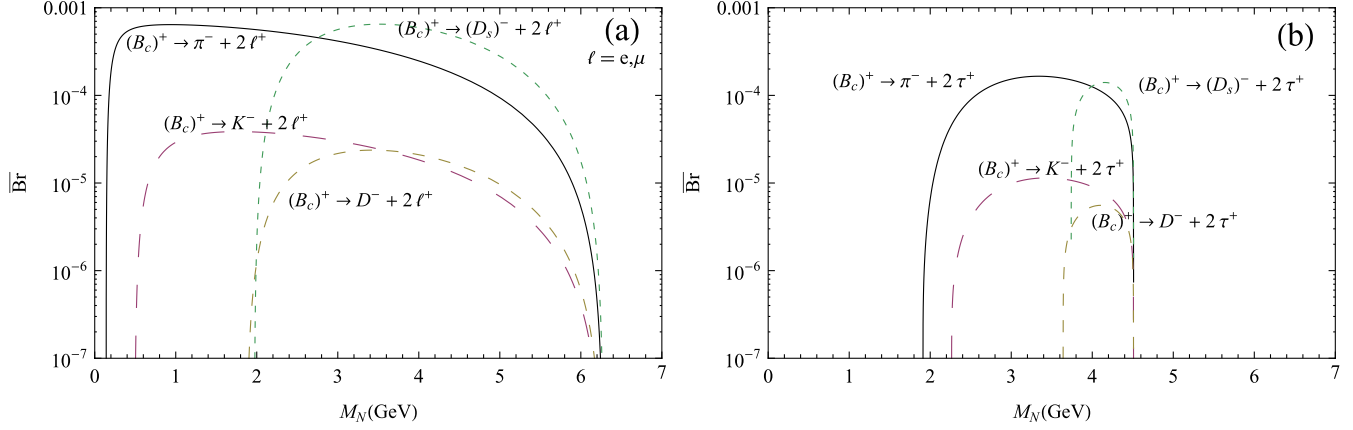 0.001
10⁻⁴
10⁻⁵
10⁻⁶
10⁻⁷
B̅r̅
(B_c)⁺ → π⁻ + 2 ℓ⁺
(B_c)⁺ → (D_s)⁻ + 2 ℓ⁺
(a)
ℓ = e,μ
(B_c)⁺ → K⁻ + 2 ℓ⁺
(B_c)⁺ → D⁻ + 2 ℓ⁺
0 1 2 3 4 5 6 7
M_N(GeV)
0.001
10⁻⁴
10⁻⁵
10⁻⁶
10⁻⁷
B̅r̅
(b)
(B_c)⁺ → π⁻ + 2 τ⁺
(B_c)⁺ → (D_s)⁻ + 2 τ⁺
(B_c)⁺ → K⁻ + 2 τ⁺
(B_c)⁺ → D⁻ + 2 τ⁺
0 1 2 3 4 5 6 7
M_N(GeV)